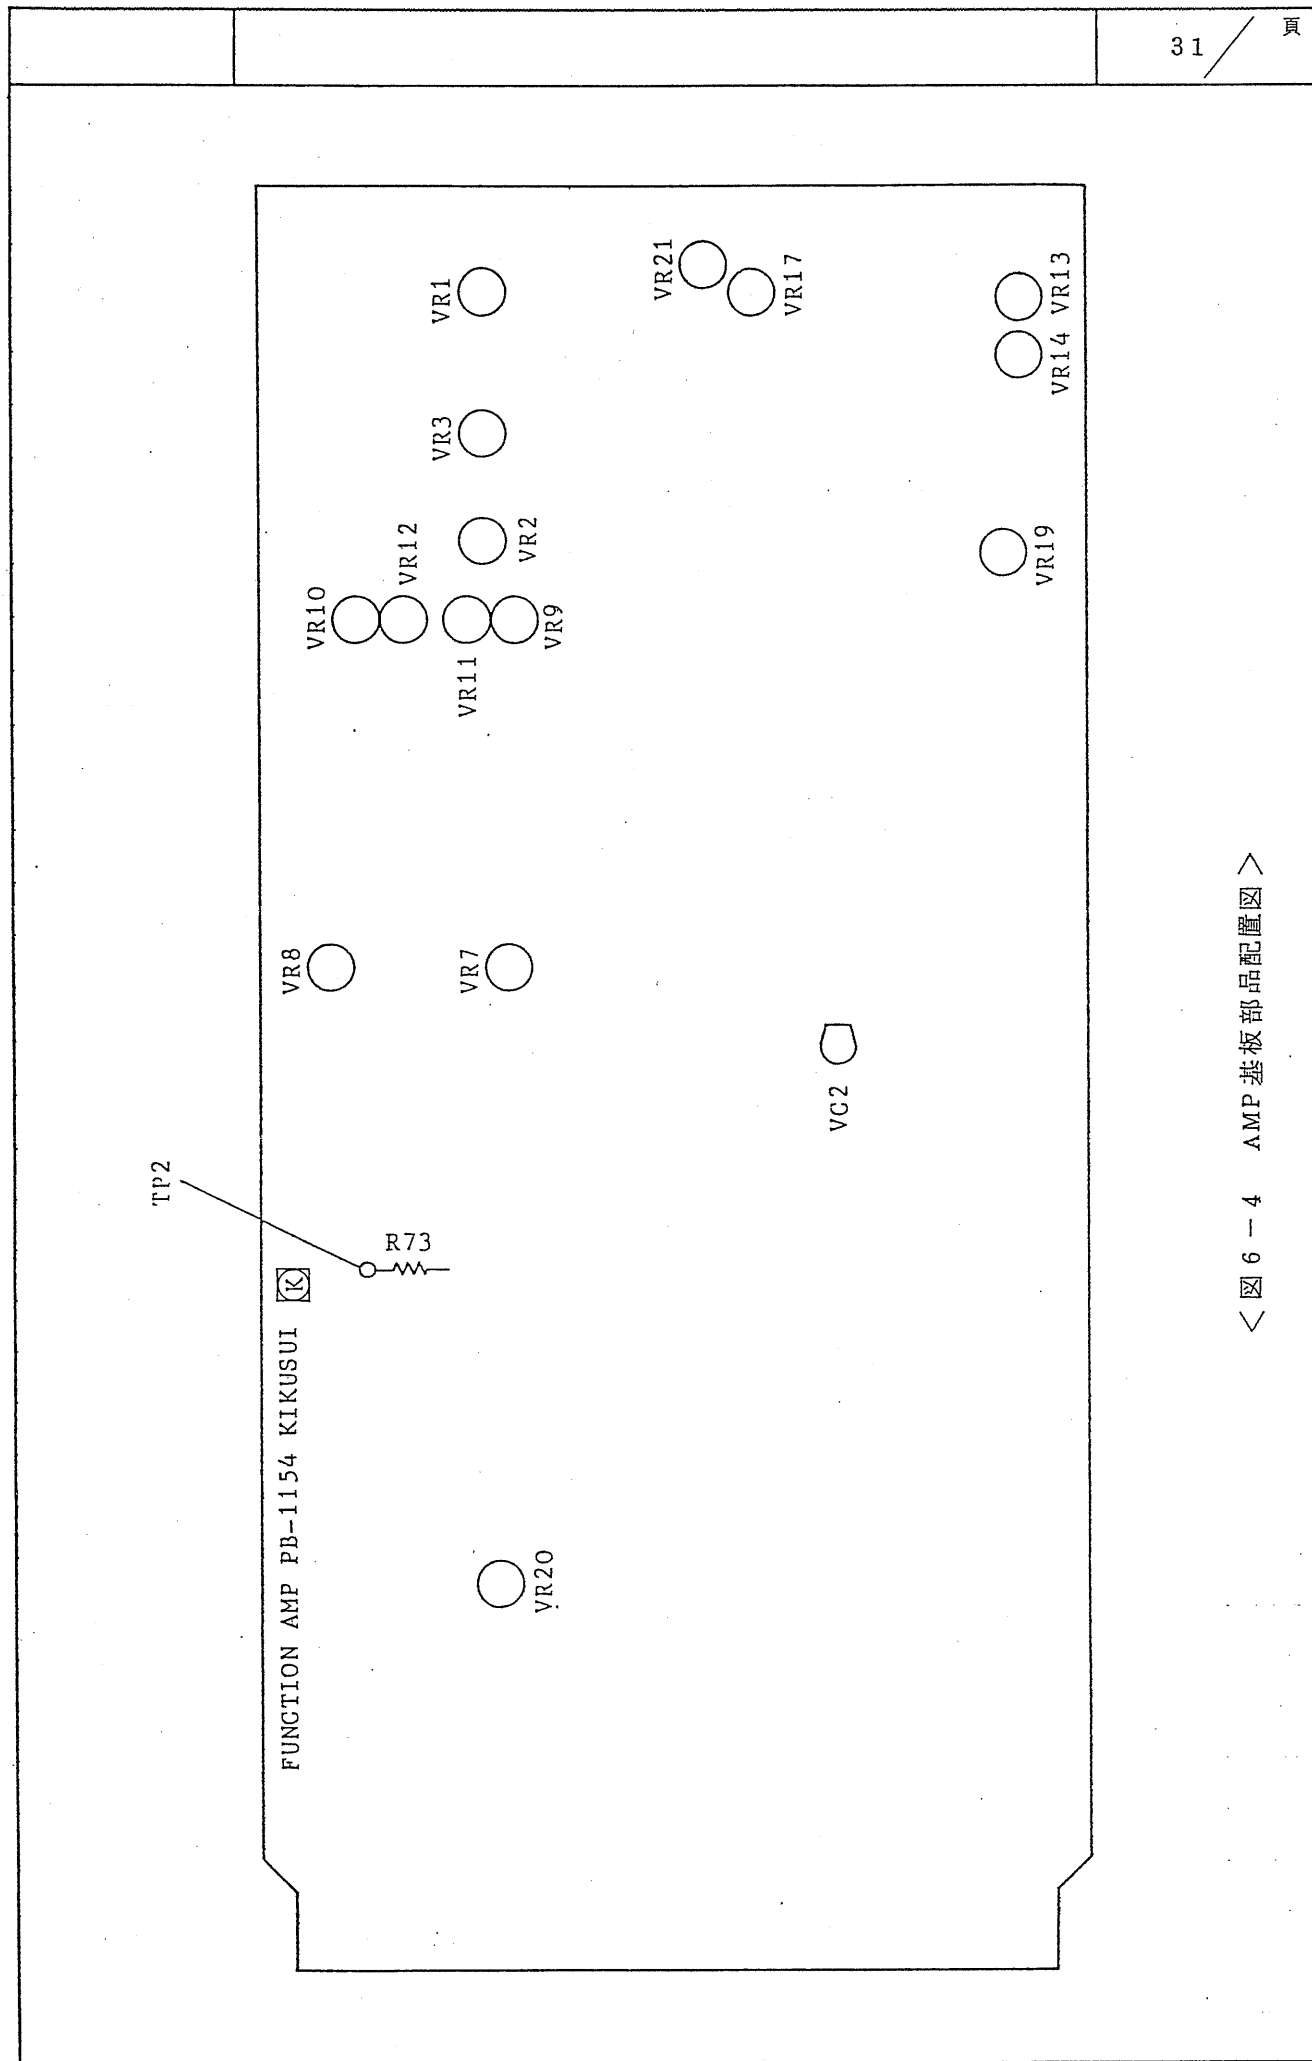 31/ 頁
VR21
VR1
VR17
VR13
VR14
VR3
VR12
VR2
VR19
VR10
VR9
VR11
VR8
VR7
VC2
TP2
R73
FUNCTION AMP PB-1154 KIKUSUI K
VR20
<図6-4 AMP基板部品配置図>